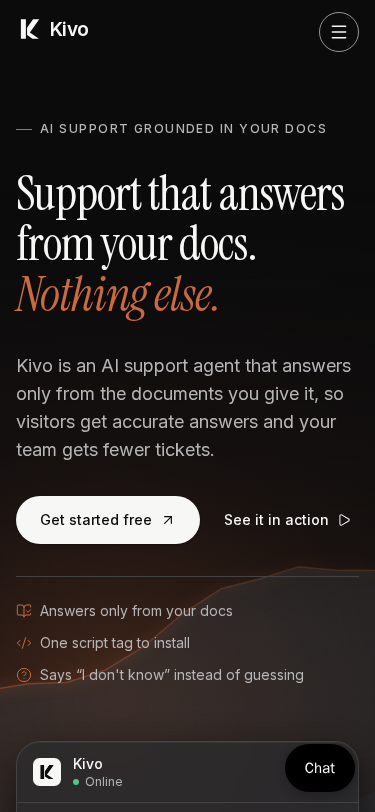 Kivo
AI SUPPORT GROUNDED IN YOUR DOCS
Support that answers
from your docs.
Nothing else.
Kivo is an AI support agent that answers
only from the documents you give it, so
visitors get accurate answers and your
team gets fewer tickets.
Get started free
See it in action
Answers only from your docs
One script tag to install
Says “I don't know” instead of guessing
Kivo
Online
Chat